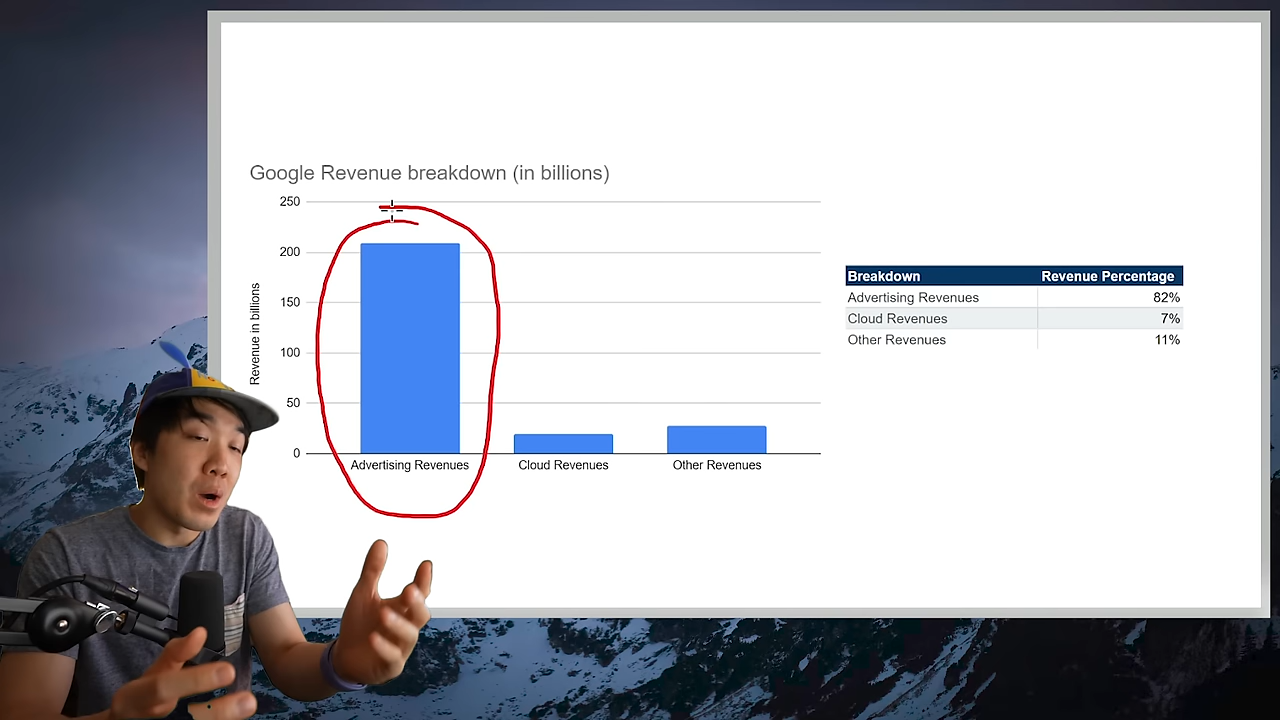 Google Revenue breakdown (in billions)
250
200
150
100
50
0
Revenue in billions
Advertising Revenues
Cloud Revenues
Other Revenues
Breakdown Revenue Percentage
Advertising Revenues 82%
Cloud Revenues 7%
Other Revenues 11%